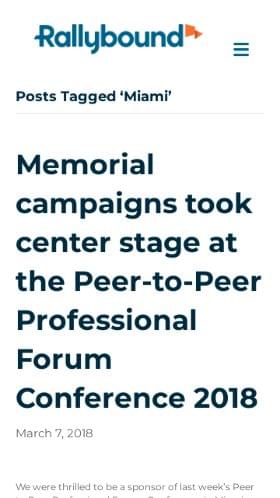 Rallybound
Posts Tagged ‘Miami’
Memorial
campaigns took
center stage at
the Peer-to-Peer
Professional
Forum
Conference 2018
March 7, 2018
We were thrilled to be a sponsor of last week’s Peer